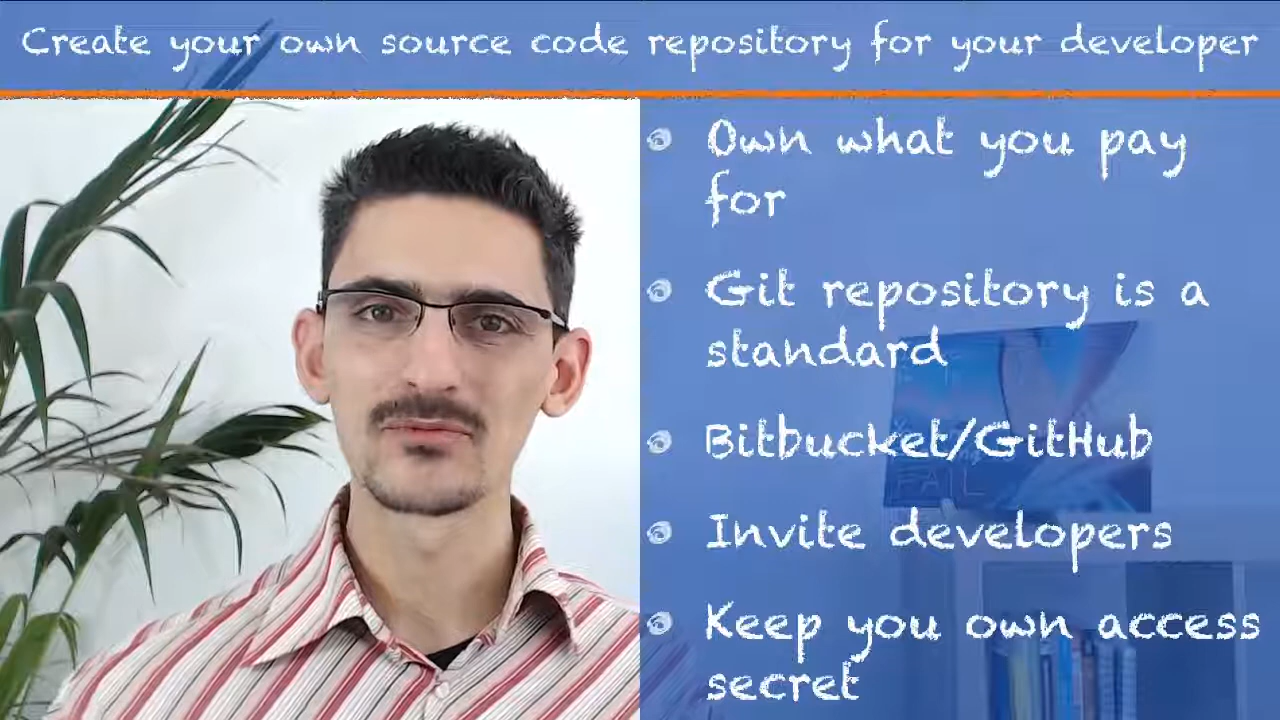 Create your own source code repository for your developer
Own what you pay
for
Git repository is a
standard
Bitbucket/GitHub
Invite developers
Keep you own access
secret
FAIL